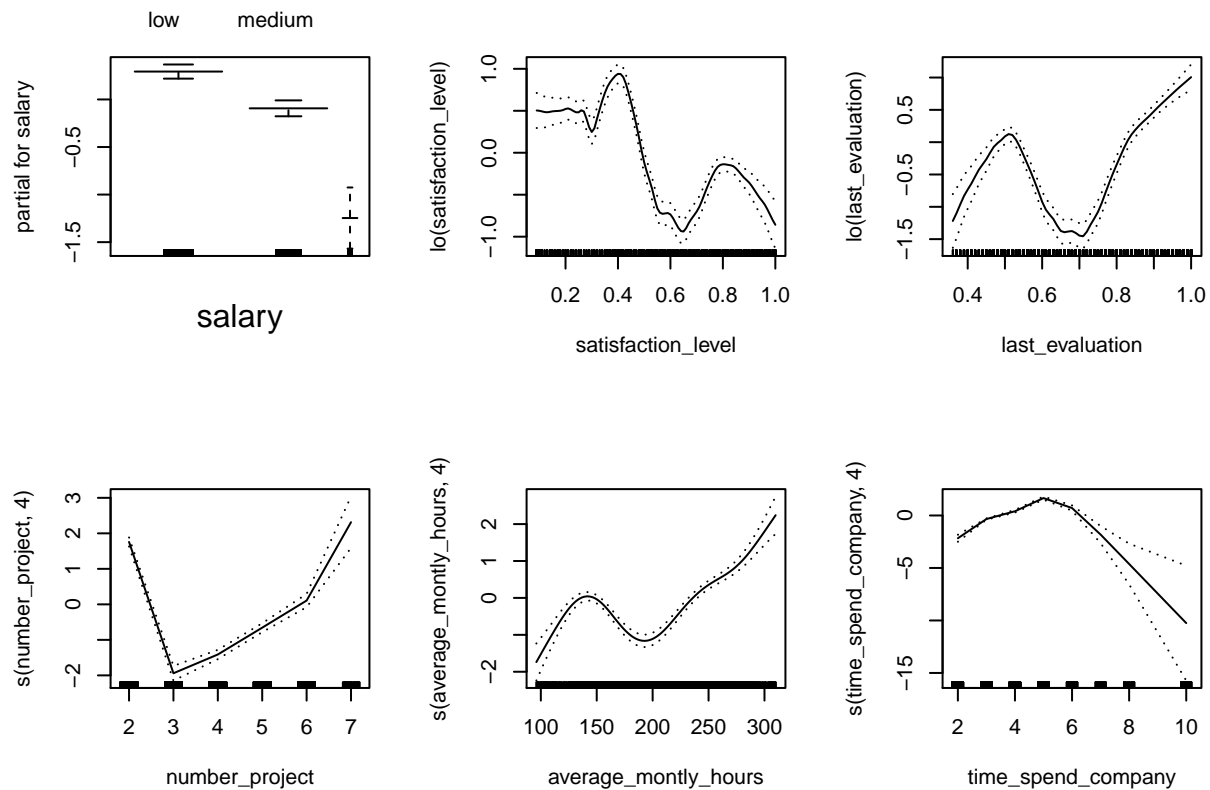 low medium
partial for salary
−0.5
−1.5
salary
lo(satisfaction_level)
1.0
0.0
−1.0
0.2 0.4 0.6 0.8 1.0
satisfaction_level
lo(last_evaluation)
0.5
−0.5
−1.5
0.4 0.6 0.8 1.0
last_evaluation
s(number_project, 4)
3
2
1
0
−2
2 3 4 5 6 7
number_project
s(average_montly_hours, 4)
2
0
−2
100 150 200 250 300
average_montly_hours
s(time_spend_company, 4)
0
−5
−15
2 4 6 8 10
time_spend_company